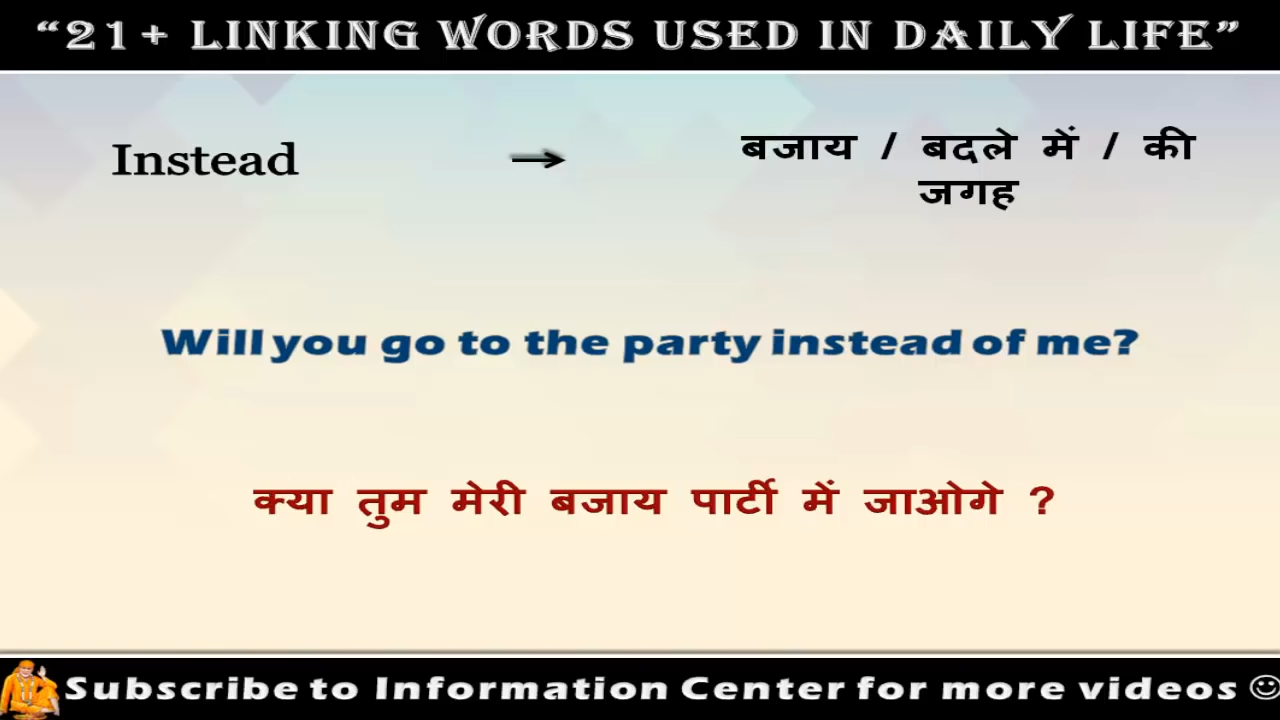 “21+ LINKING WORDS USED IN DAILY LIFE”
Instead → बजाय / बदले में / की
जगह
Will you go to the party instead of me?
क्या तुम मेरी बजाय पार्टी में जाओगे ?
Subscribe to Information Center for more videos ☺